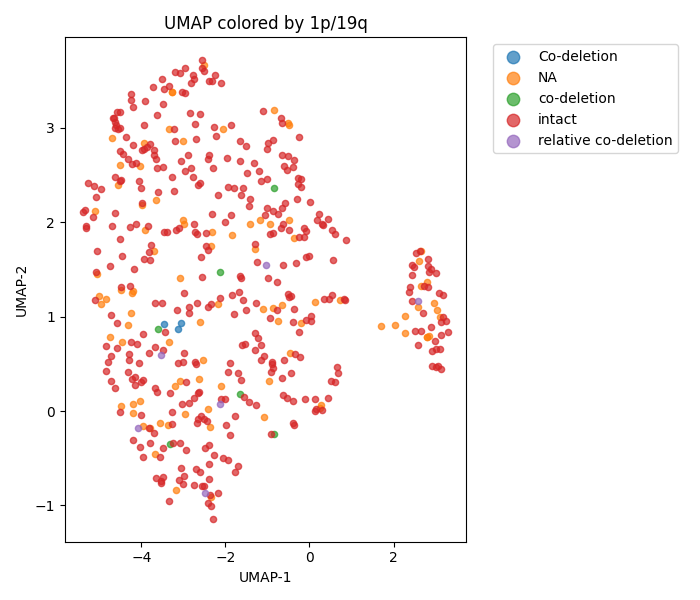 UMAP colored by 1p/19q
Co-deletion
NA
co-deletion
intact
relative co-deletion
3
2
1
0
−1
UMAP-2
−4
−2
0
2
UMAP-1